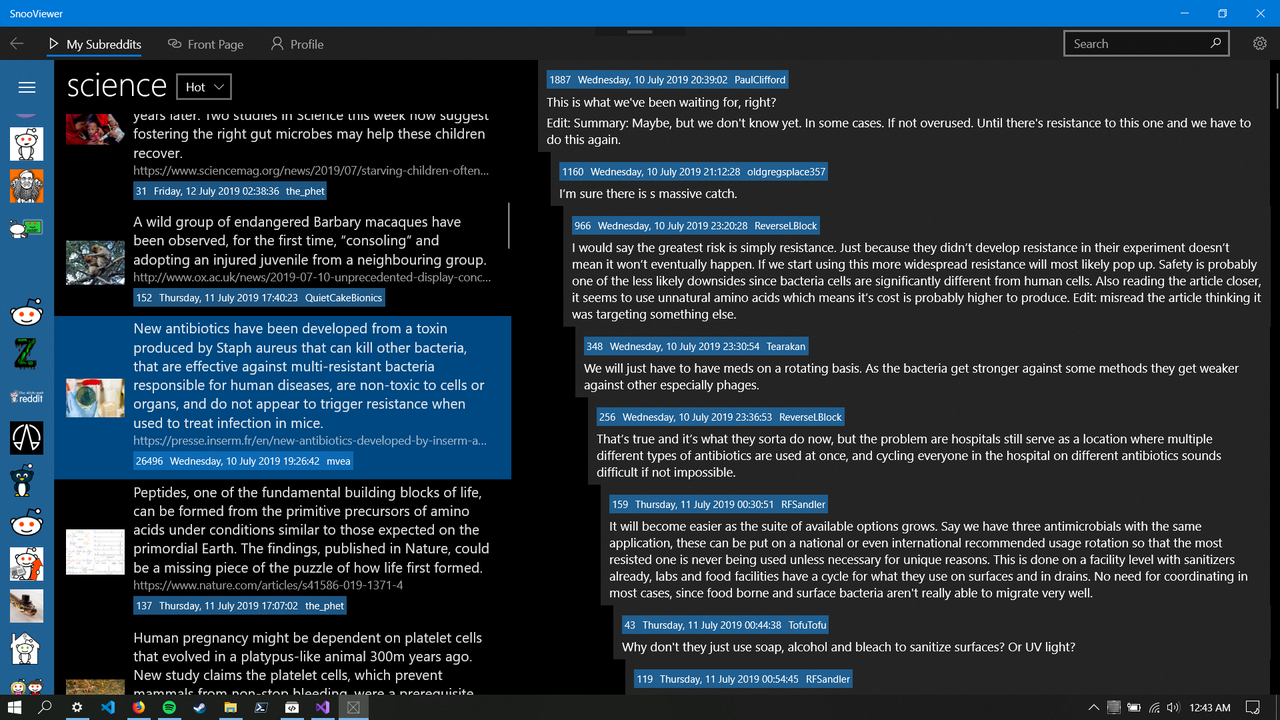 SnooViewer
My Subreddits
Front Page
Profile
Search
science
Hot
years later. Two studies in Science this week now suggest
fostering the right gut microbes may help these children
recover.
https://www.sciencemag.org/news/2019/07/starving-children-often...
31 Friday, 12 July 2019 02:38:36 the_phet
A wild group of endangered Barbary macaques have
been observed, for the first time, “consoling” and
adopting an injured juvenile from a neighbouring group.
http://www.ox.ac.uk/news/2019-07-10-unprecedented-display-conc...
152 Thursday, 11 July 2019 17:40:23 QuietCakeBionics
New antibiotics have been developed from a toxin
produced by Staph aureus that can kill other bacteria,
that are effective against multi-resistant bacteria
responsible for human diseases, are non-toxic to cells or
organs, and do not appear to trigger resistance when
used to treat infection in mice.
https://presse.inserm.fr/en/new-antibiotics-developed-by-inserm-a...
26496 Wednesday, 10 July 2019 19:26:42 mvea
Peptides, one of the fundamental building blocks of life,
can be formed from the primitive precursors of amino
acids under conditions similar to those expected on the
primordial Earth. The findings, published in Nature, could
be a missing piece of the puzzle of how life first formed.
https://www.nature.com/articles/s41586-019-1371-4
137 Thursday, 11 July 2019 17:07:02 the_phet
Human pregnancy might be dependent on platelet cells
that evolved in a platypus-like animal 300m years ago.
New study claims the platelet cells, which prevent
mammals from non-stop bleeding, were a prerequisite
1887 Wednesday, 10 July 2019 20:39:02 PaulClifford
This is what we've been waiting for, right?
Edit: Summary: Maybe, but we don't know yet. In some cases. If not overused. Until there's resistance to this one and we have to
do this again.
1160 Wednesday, 10 July 2019 21:12:28 oldgregsplace357
I’m sure there is s massive catch.
966 Wednesday, 10 July 2019 23:20:28 ReverseLBlock
I would say the greatest risk is simply resistance. Just because they didn’t develop resistance in their experiment doesn’t
mean it won’t eventually happen. If we start using this more widespread resistance will most likely pop up. Safety is probably
one of the less likely downsides since bacteria cells are significantly different from human cells. Also reading the article closer,
it seems to use unnatural amino acids which means it’s cost is probably higher to produce. Edit: misread the article thinking it
was targeting something else.
348 Wednesday, 10 July 2019 23:30:54 Tearakan
We will just have to have meds on a rotating basis. As the bacteria get stronger against some methods they get weaker
against other especially phages.
256 Wednesday, 10 July 2019 23:36:53 ReverseLBlock
That’s true and it’s what they sorta do now, but the problem are hospitals still serve as a location where multiple
different types of antibiotics are used at once, and cycling everyone in the hospital on different antibiotics sounds
difficult if not impossible.
159 Thursday, 11 July 2019 00:30:51 RFSandler
It will become easier as the suite of available options grows. Say we have three antimicrobials with the same
application, these can be put on a national or even international recommended usage rotation so that the most
resisted one is never being used unless necessary for unique reasons. This is done on a facility level with sanitizers
already, labs and food facilities have a cycle for what they use on surfaces and in drains. No need for coordinating in
most cases, since food borne and surface bacteria aren't really able to migrate very well.
43 Thursday, 11 July 2019 00:44:38 TofuTofu
Why don't they just use soap, alcohol and bleach to sanitize surfaces? Or UV light?
119 Thursday, 11 July 2019 00:54:45 RFSandler
reddit
12:43 AM